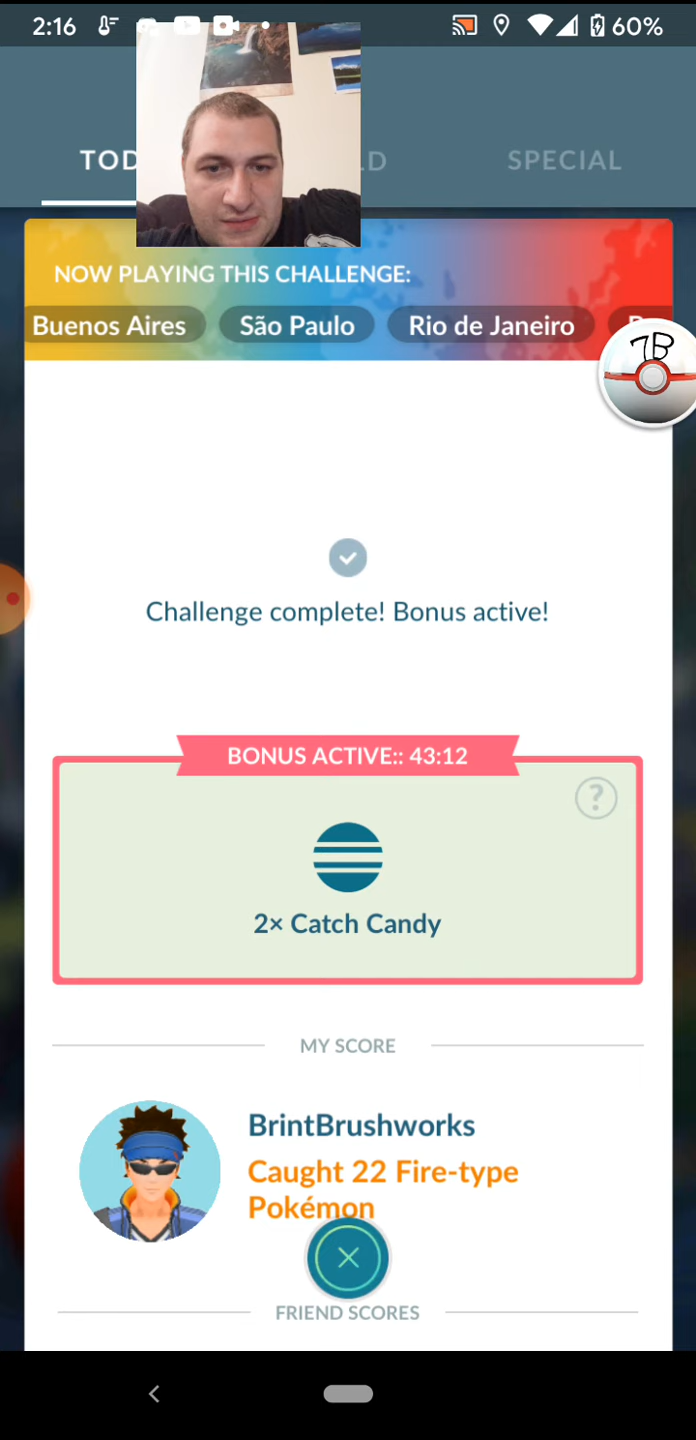 2:16
60%
TOD
LD
SPECIAL
NOW PLAYING THIS CHALLENGE:
Buenos Aires
São Paulo
Rio de Janeiro
7B
Challenge complete! Bonus active!
BONUS ACTIVE:: 43:12
?
2× Catch Candy
MY SCORE
BrintBrushworks
Caught 22 Fire-type
Pokémon
FRIEND SCORES